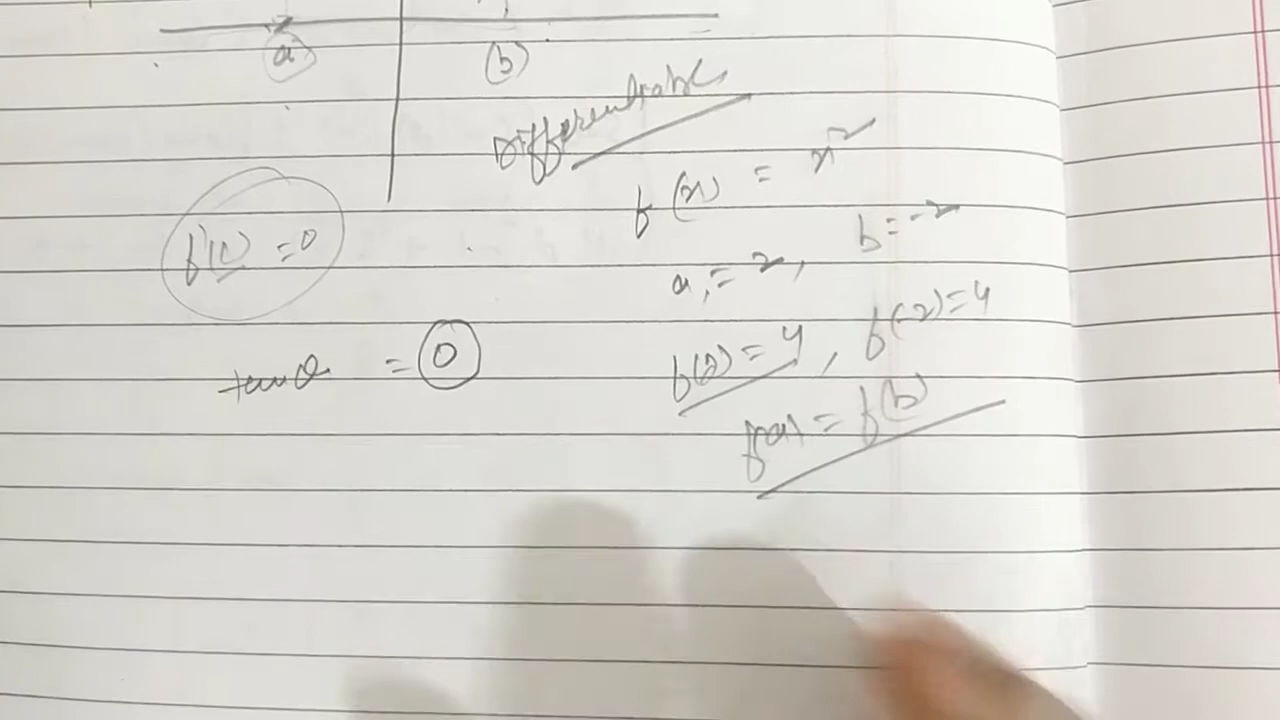 a
b
Differentiable
f(x) = x²
f'(c) = 0
a = 2, b = -2
tanθ = 0
f(2) = 4, f(-2) = 4
f(a) = f(b)